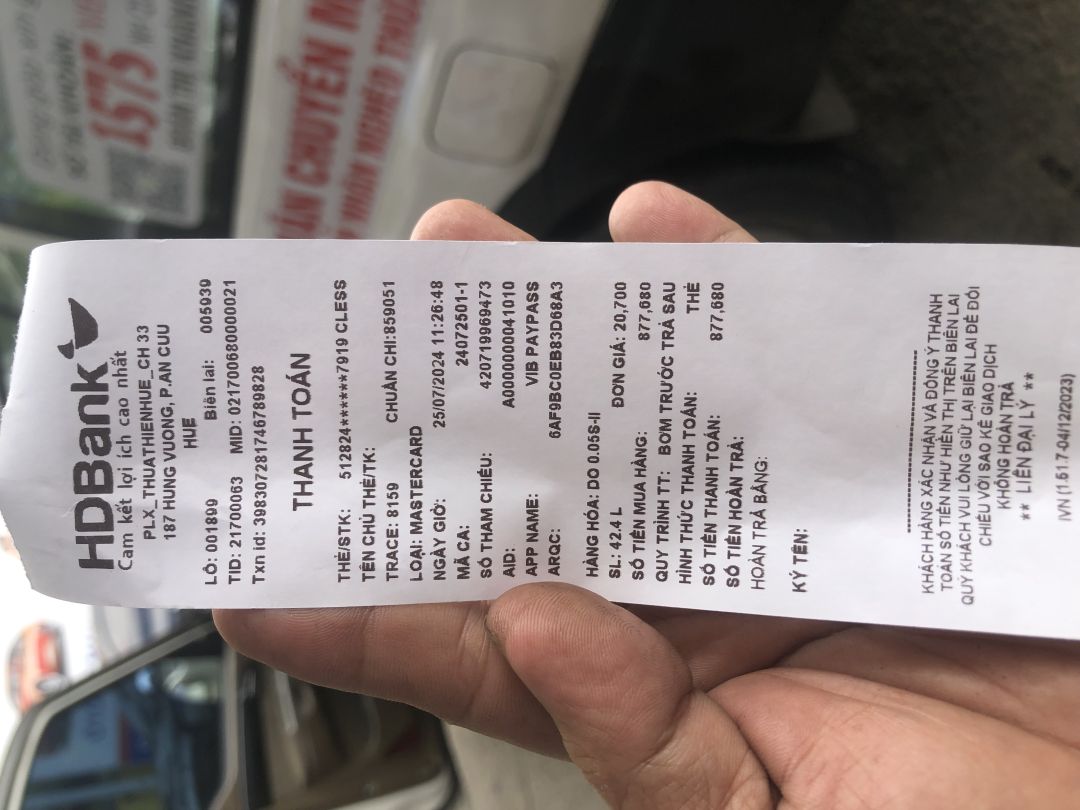 HDBank
Cam kết lợi ích cao nhất
PLX_THUATHIENHUE_CH 33
187 HUNG VUONG, P.AN CUU
HUE
LÔ: 001899 Biên lai: 005939
TID: 21700063 MID: 021700680000021
Txn id: 398307281746789828
THANH TOÁN
THẺ/STK: 512824******7919 CLESS
TÊN CHỦ THẺ/TK:
TRACE: 8159 CHUẨN CHI:859051
LOẠI: MASTERCARD
NGÀY GIỜ: 25/07/2024 11:26:48
MÃ CA: 24072501-1
SỐ THAM CHIẾU: 420719969473
AID: A0000000041010
APP NAME: VIB PAYPASS
ARQC: 6AF9BC0EB83D68A3
HÀNG HÓA: DO 0.05S-II
SL: 42.4 L ĐƠN GIÁ: 20,700
SỐ TIỀN MUA HÀNG: 877,680
QUY TRÌNH TT: BƠM TRƯỚC TRẢ SAU
HÌNH THỨC THANH TOÁN: THẺ
SỐ TIỀN THANH TOÁN: 877,680
SỐ TIỀN HOÀN TRẢ:
HOÀN TRẢ BẰNG:
KÝ TÊN:
KHÁCH HÀNG XÁC NHẬN VÀ ĐỒNG Ý THANH
TOÁN SỐ TIỀN NHƯ HIỂN THỊ TRÊN BIÊN LAI
QUÝ KHÁCH VUI LÒNG GIỮ LẠI BIÊN LAI ĐỂ ĐỐI
CHIẾU VỚI SAO KÊ GIAO DỊCH
KHÔNG HOÀN TRẢ
** LIÊN ĐẠI LÝ **
IVN (1.51.7-04/12/2023)
1575
CHUYẾN
NGHÈO